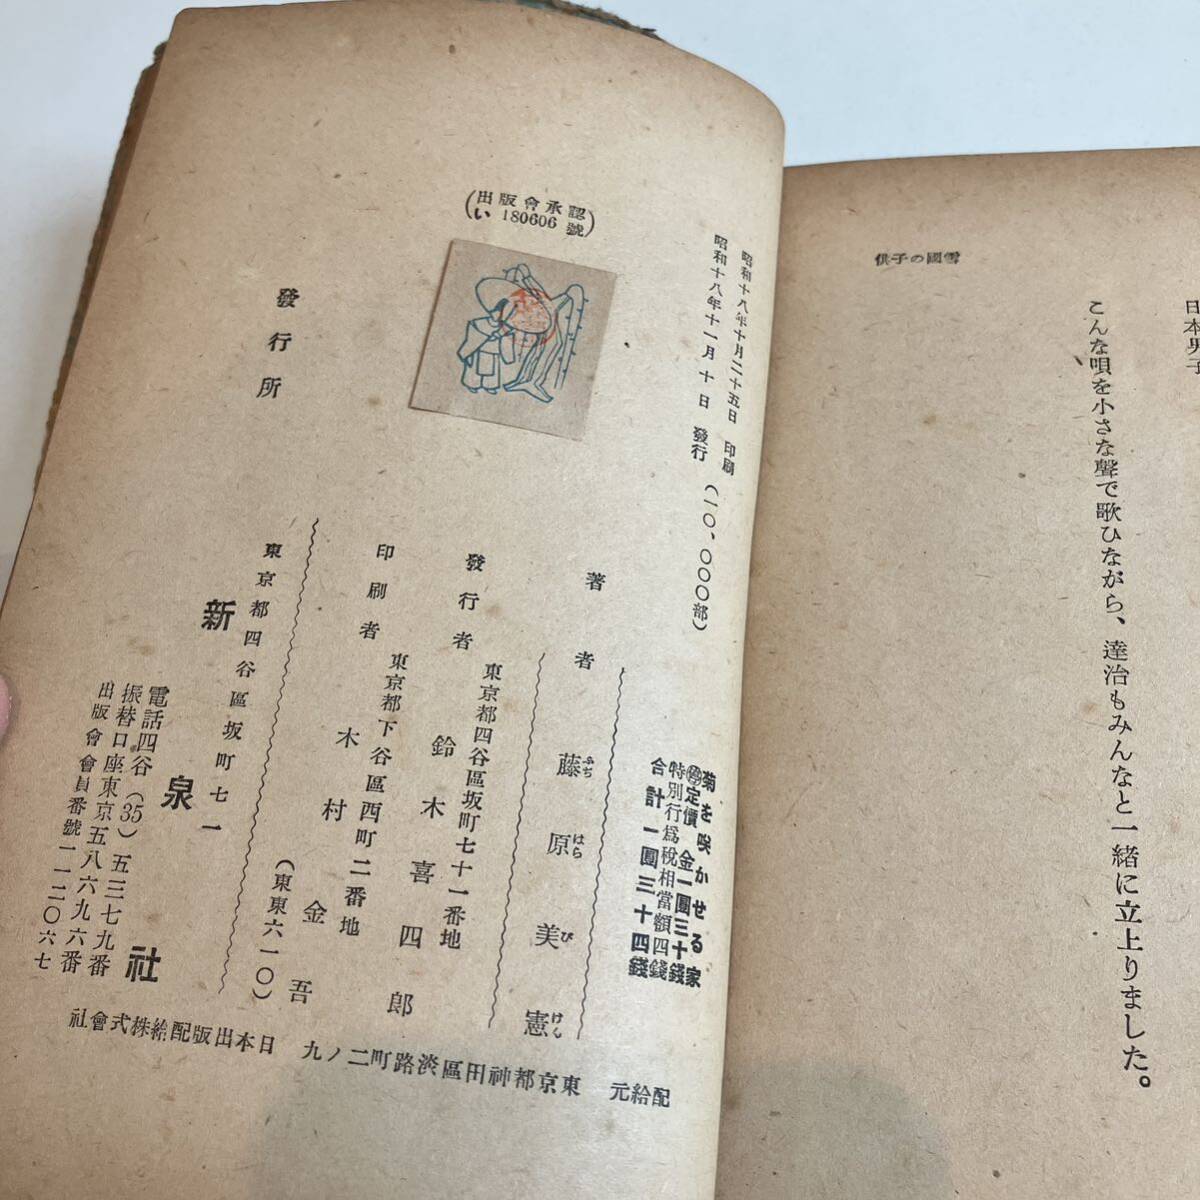 雪國の子供
日本男子
こんな唄を小さな聲で歌ひながら、達治もみんなと一緒に立上りました。
(出版會承認
い180606號)
昭和十八年十月二十五日 印刷
昭和十八年十一月十日 發行 (一〇、〇〇〇部)
菊を咲かせる家
㊞定價 金一圓三十錢
特別行爲税相當額四錢
合計一圓三十四錢
著者 藤原美憲
ふぢはらびけん
發行者 東京都四谷區坂町七十一番地
鈴木喜四郎
印刷者 東京都下谷區西町二番地
木村金吾
(東東六一〇)
發行所 東京都四谷區坂町七一
新泉社
電話四谷(35)五三七九番
振替口座東京五八六九六番
出版會會員番號一一二〇六七
配給元 東京都神田區淡路町二ノ九 日本出版配給株式會社